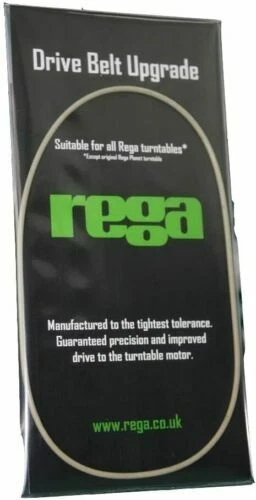 Drive Belt Upgrade
Suitable for all Rega turntables*
*Except original Rega Planet turntable
rega
Manufactured to the tightest tolerance.
Guaranteed precision and improved
drive to the turntable motor.
www.rega.co.uk